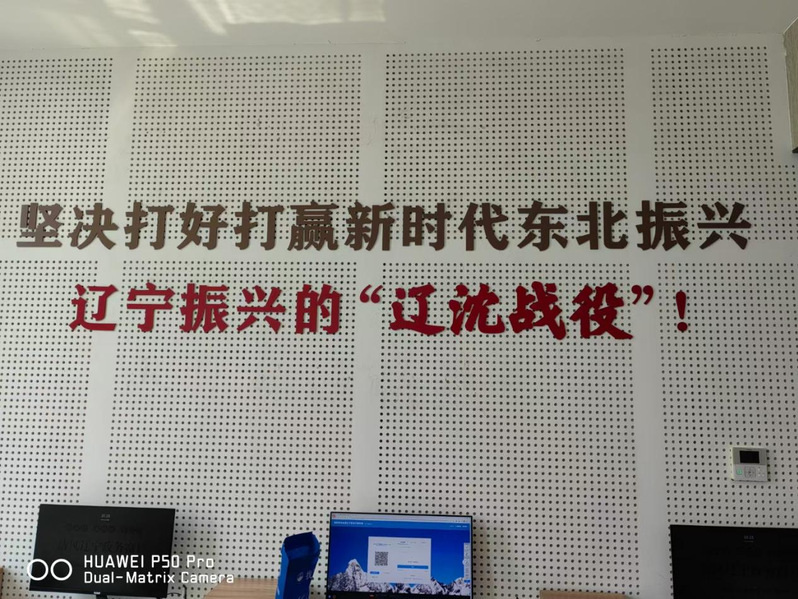 坚决打好打赢新时代东北振兴
辽宁振兴的“辽沈战役”!
HUAWEI P50 Pro
Dual-Matrix Camera